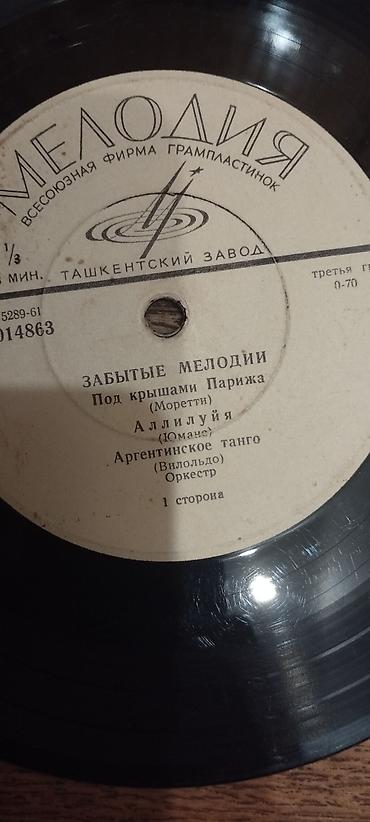 МЕЛОДИЯ
ВСЕСОЮЗНАЯ ФИРМА ГРАМПЛАСТИНОК
1/3
МИН. ТАШКЕНТСКИЙ ЗАВОД
третья
0-70
5289-61
014863
ЗАБЫТЫЕ МЕЛОДИИ
Под крышами Парижа
(Моретти)
Аллилуйя
(Юманс)
Аргентинское танго
(Вилольдо)
Оркестр
1 сторона